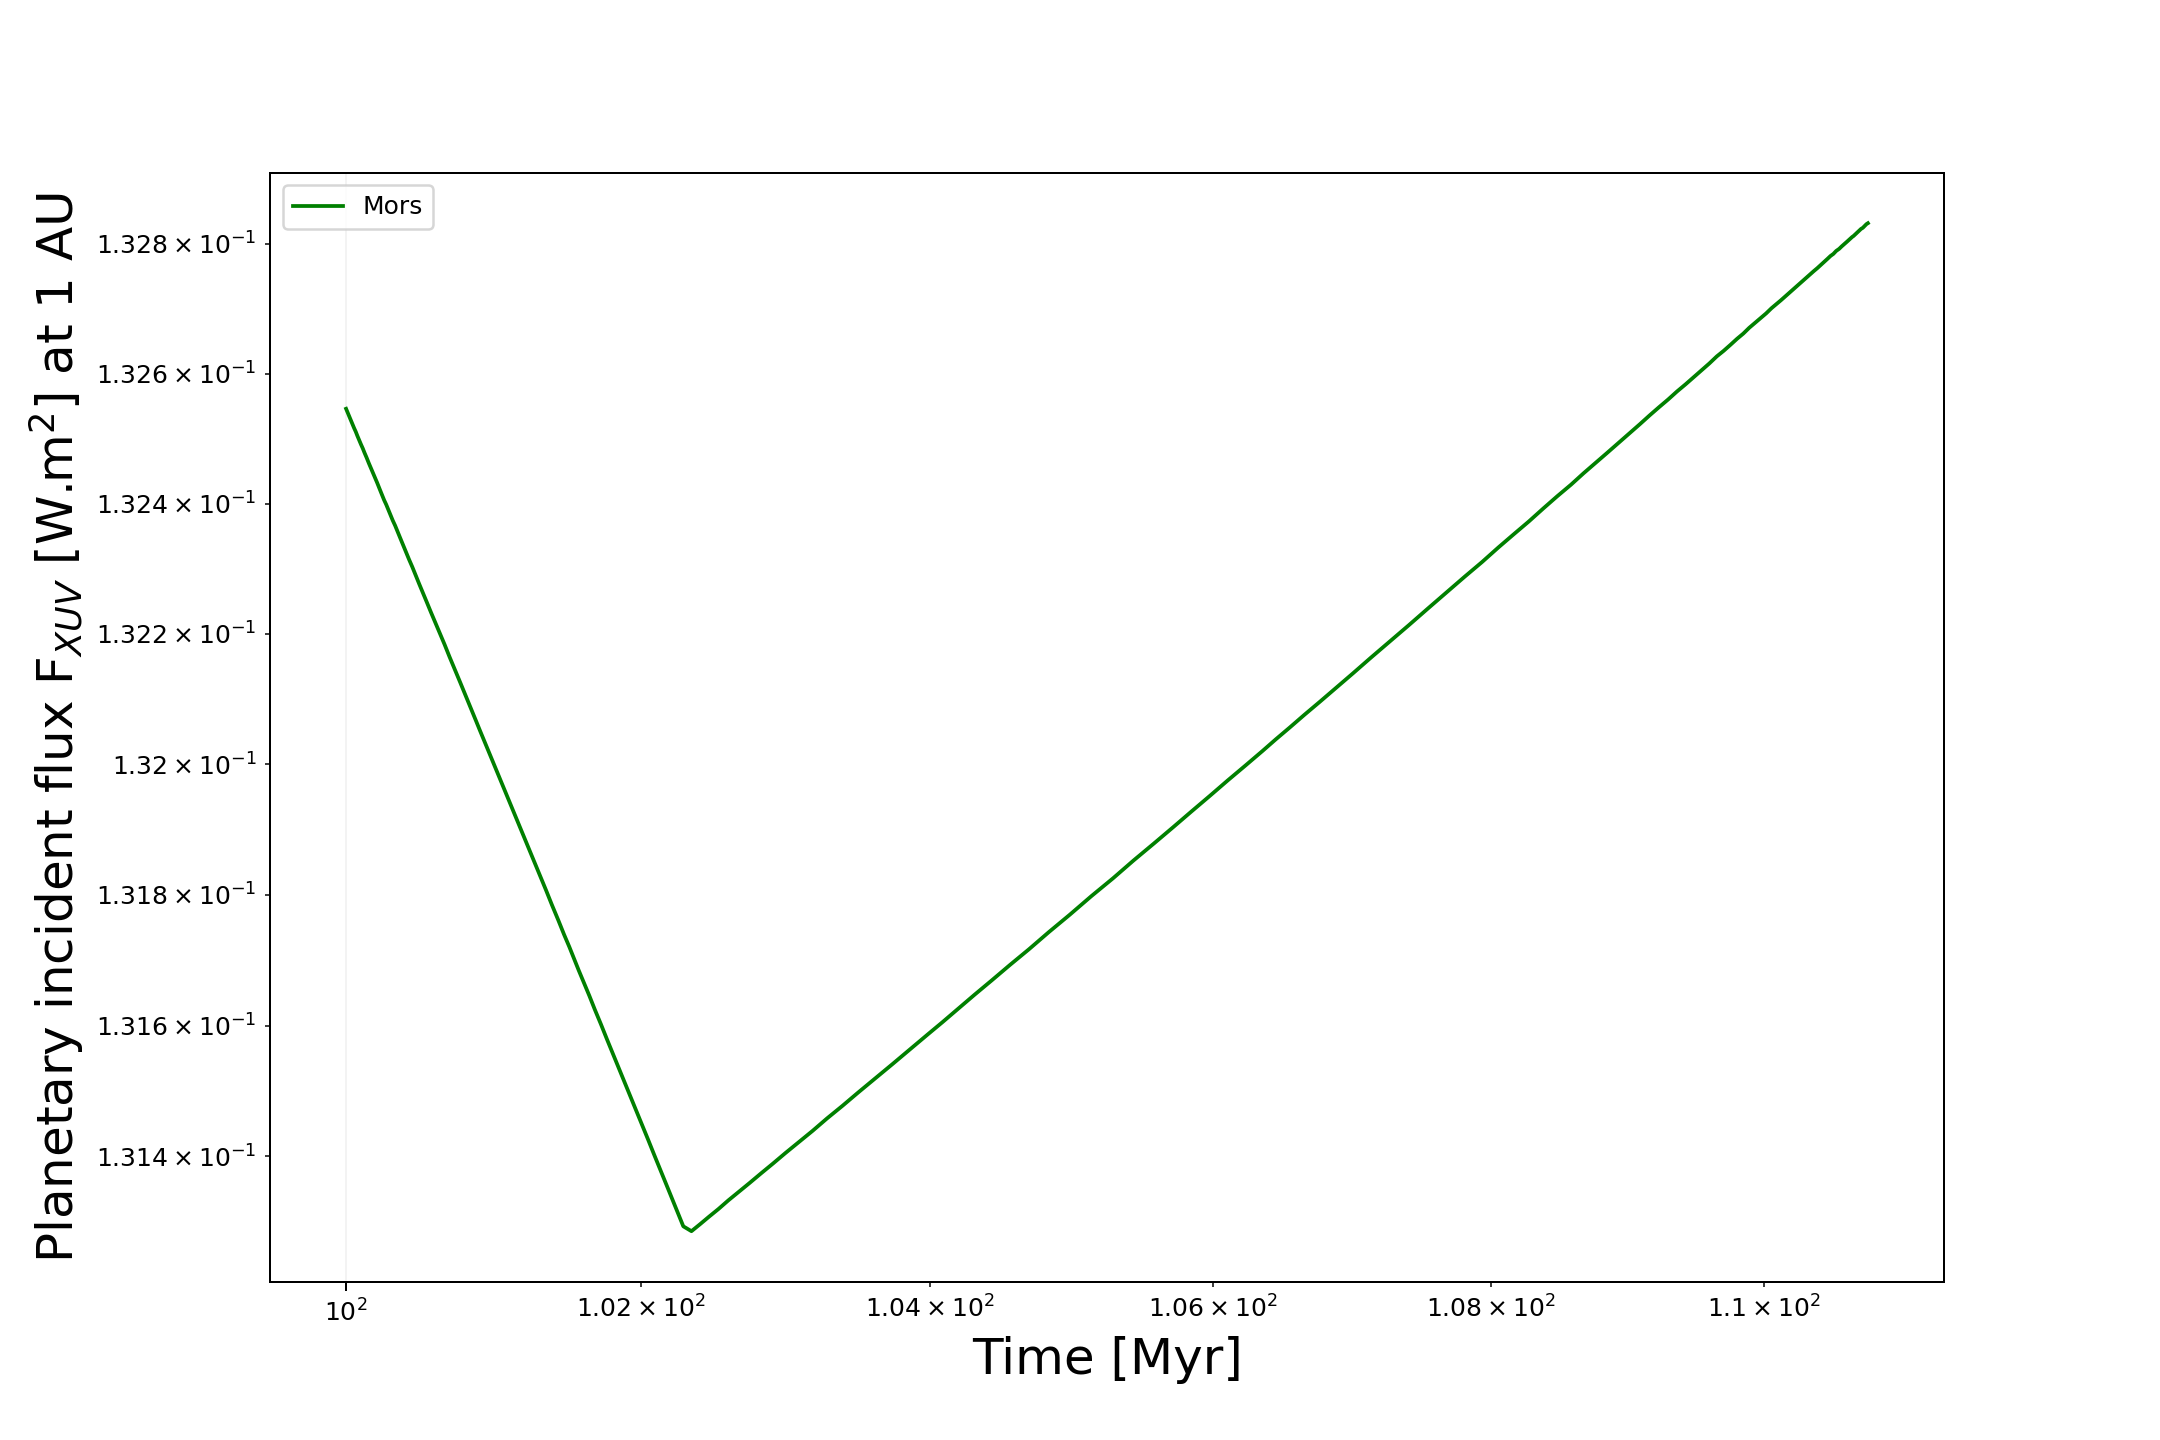 Mors
Planetary incident flux F_XUV [W.m²] at 1 AU
1.328 × 10⁻¹
1.326 × 10⁻¹
1.324 × 10⁻¹
1.322 × 10⁻¹
1.32 × 10⁻¹
1.318 × 10⁻¹
1.316 × 10⁻¹
1.314 × 10⁻¹
10² 1.02 × 10² 1.04 × 10² 1.06 × 10² 1.08 × 10² 1.1 × 10²
Time [Myr]